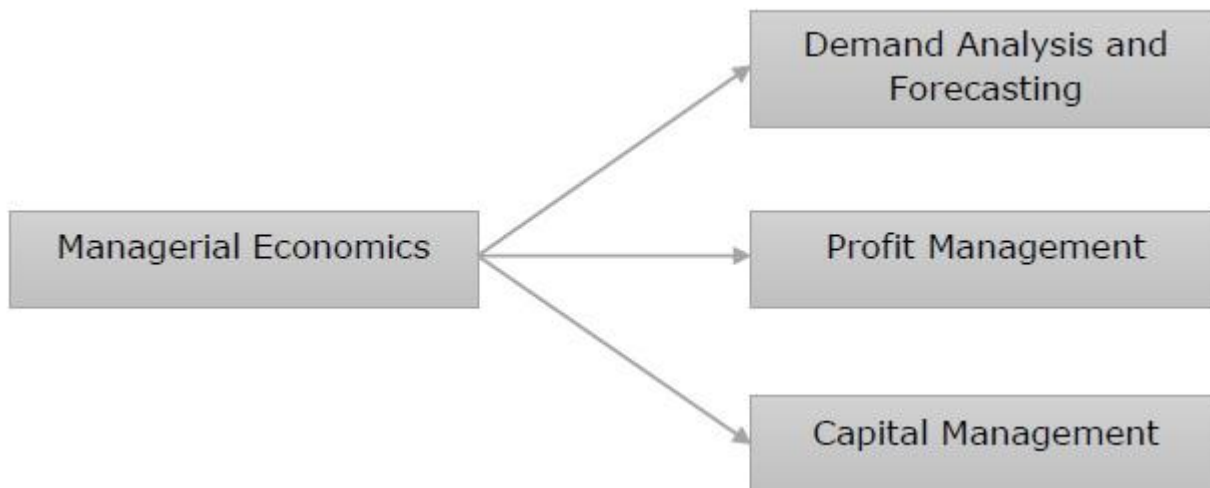 Demand Analysis and
Forecasting
Managerial Economics
Profit Management
Capital Management